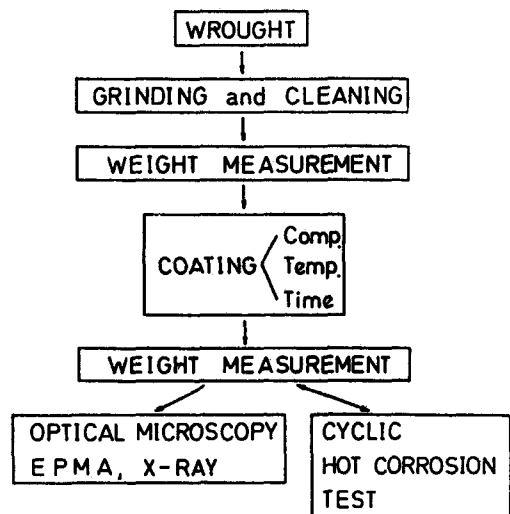 WROUGHT
GRINDING and CLEANING
WEIGHT MEASUREMENT
Comp.
COATING Temp.
Time
WEIGHT MEASUREMENT
OPTICAL MICROSCOPY
EPMA, X-RAY
CYCLIC
HOT CORROSION
TEST